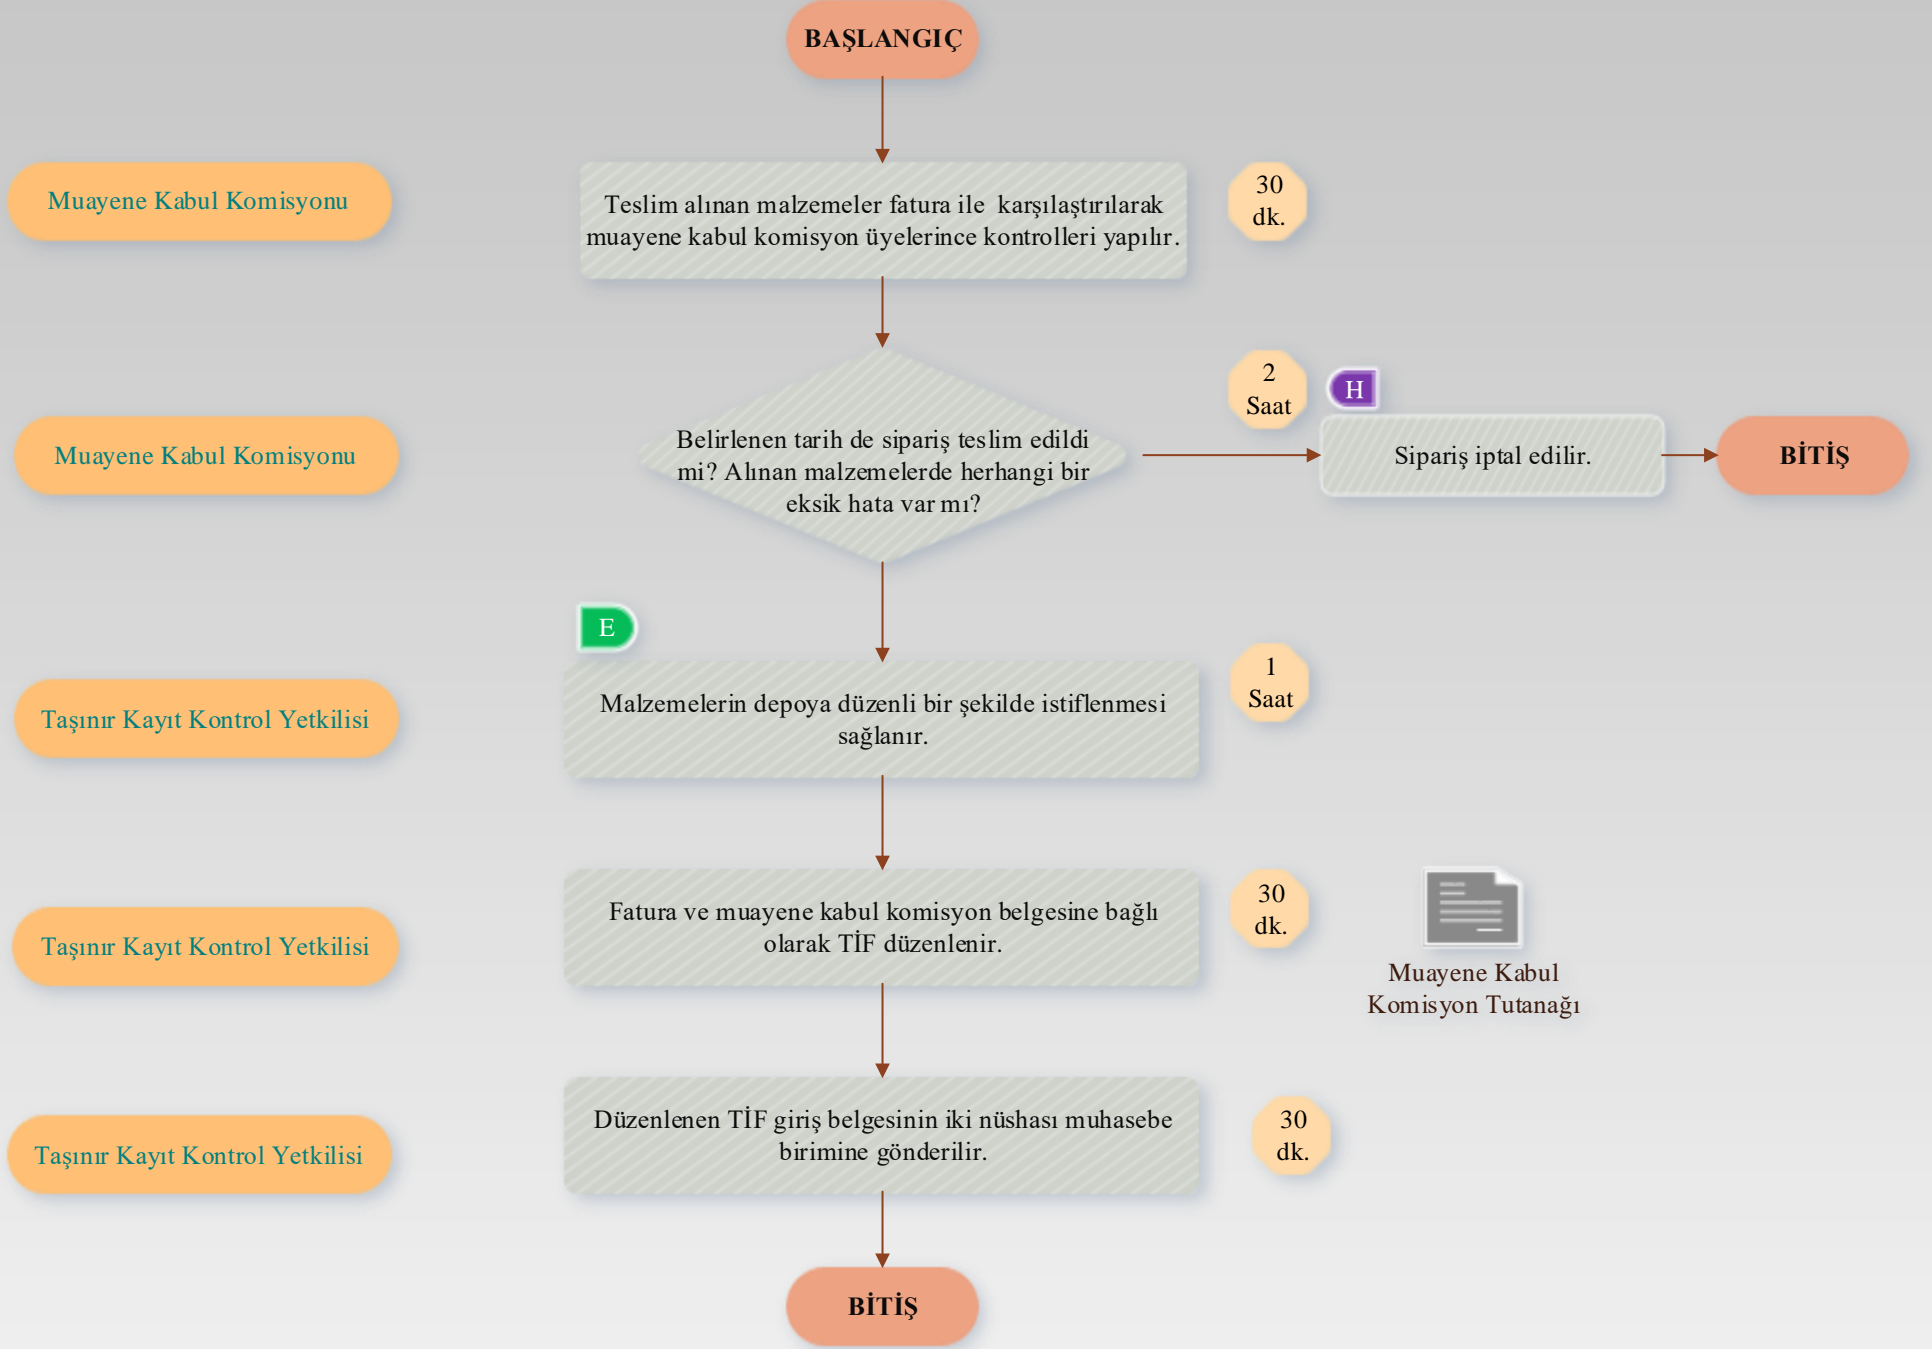 BAŞLANGIÇ
Muayene Kabul Komisyonu
Teslim alınan malzemeler fatura ile karşılaştırılarak
muayene kabul komisyon üyelerince kontrolleri yapılır.
30
dk.
Muayene Kabul Komisyonu
Belirlenen tarih de sipariş teslim edildi
mi? Alınan malzemelerde herhangi bir
eksik hata var mı?
2
Saat
H
Sipariş iptal edilir.
BİTİŞ
E
Taşınır Kayıt Kontrol Yetkilisi
Malzemelerin depoya düzenli bir şekilde istiflenmesi
sağlanır.
1
Saat
Taşınır Kayıt Kontrol Yetkilisi
Fatura ve muayene kabul komisyon belgesine bağlı
olarak TİF düzenlenir.
30
dk.
Muayene Kabul
Komisyon Tutanağı
Taşınır Kayıt Kontrol Yetkilisi
Düzenlenen TİF giriş belgesinin iki nüshası muhasebe
birimine gönderilir.
30
dk.
BİTİŞ